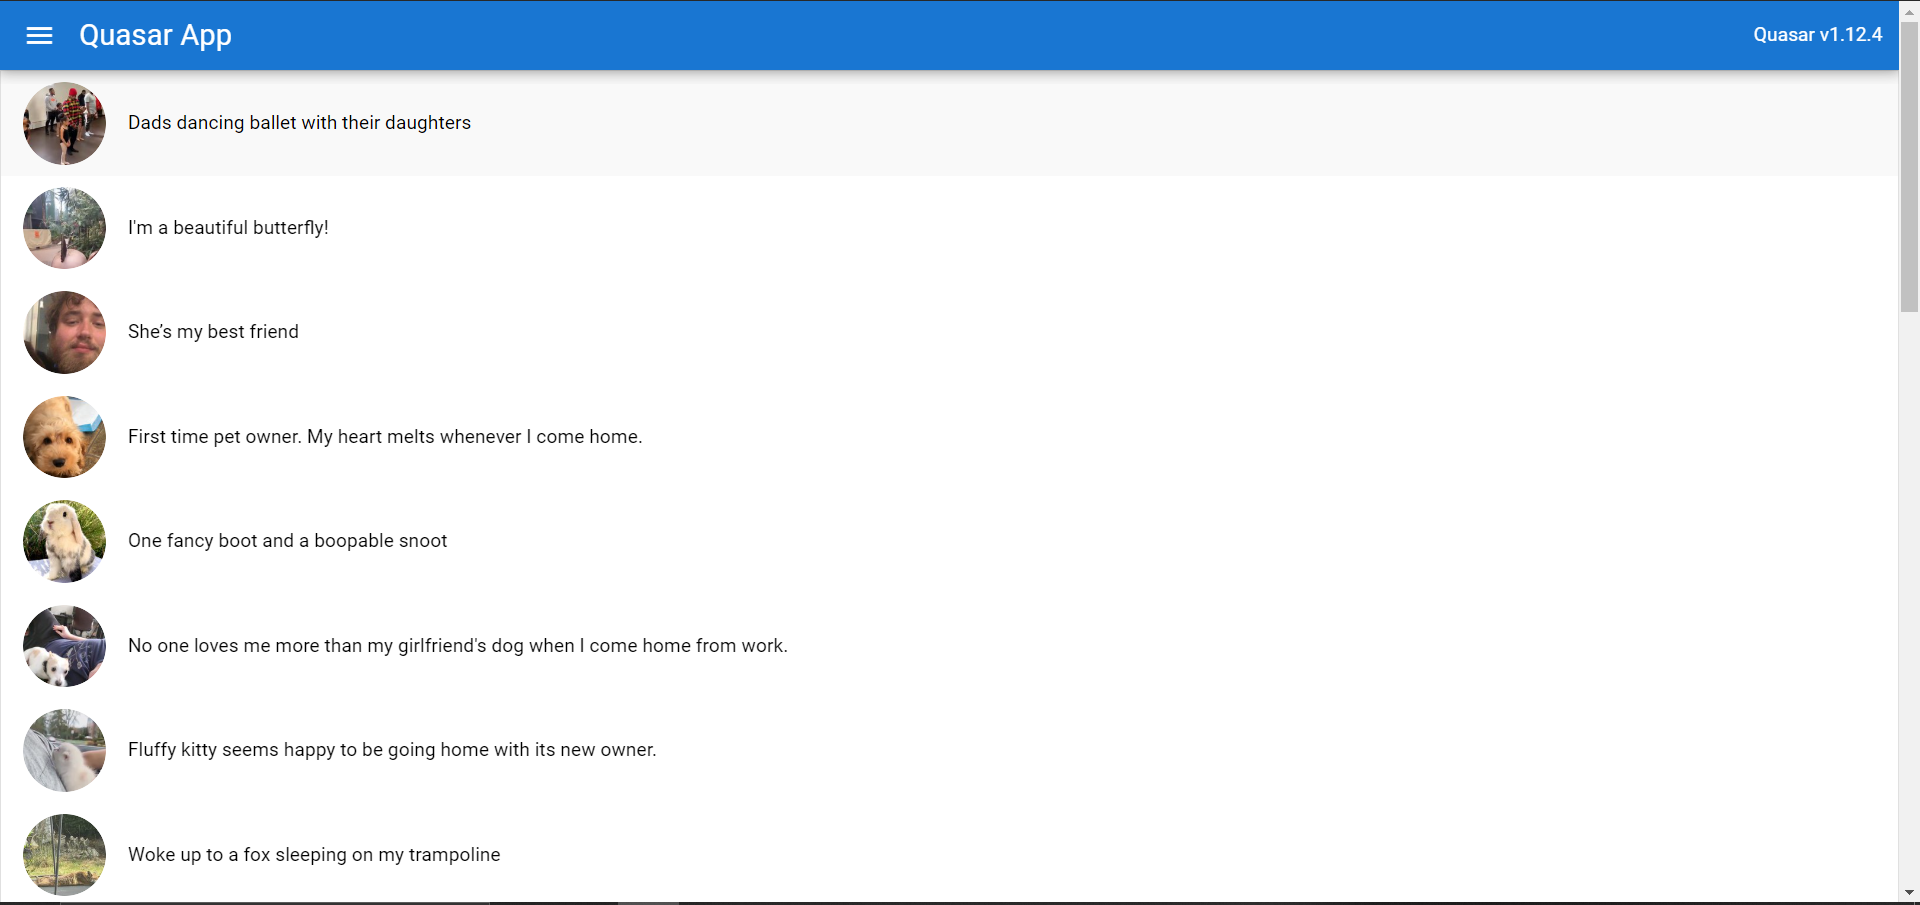 Quasar App
Quasar v1.12.4
Dads dancing ballet with their daughters
I'm a beautiful butterfly!
She’s my best friend
First time pet owner. My heart melts whenever I come home.
One fancy boot and a boopable snoot
No one loves me more than my girlfriend's dog when I come home from work.
Fluffy kitty seems happy to be going home with its new owner.
Woke up to a fox sleeping on my trampoline